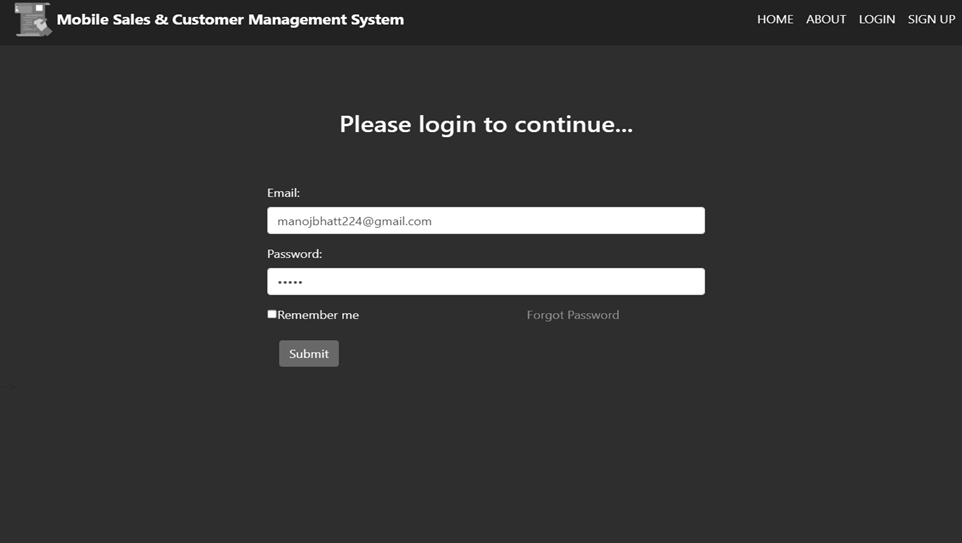 Mobile Sales & Customer Management System HOME ABOUT LOGIN SIGN UP
Please login to continue...
Email:
manojbhatt224@gmail.com
Password:
•••••
Remember me Forgot Password
Submit
-->